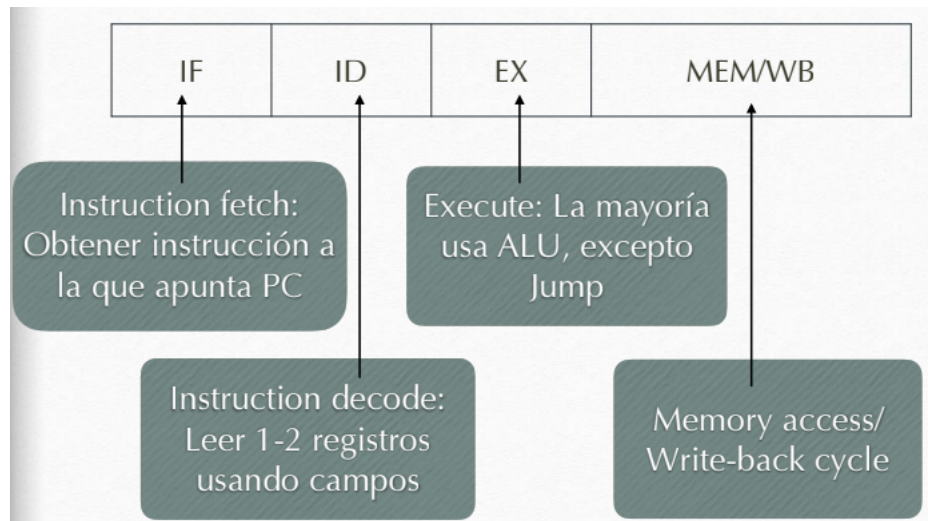 IF
ID
EX
MEM/WB
Instruction fetch:
Obtener instrucción a
la que apunta PC
Execute: La mayoría
usa ALU, excepto
Jump
Instruction decode:
Leer 1-2 registros
usando campos
Memory access/
Write-back cycle